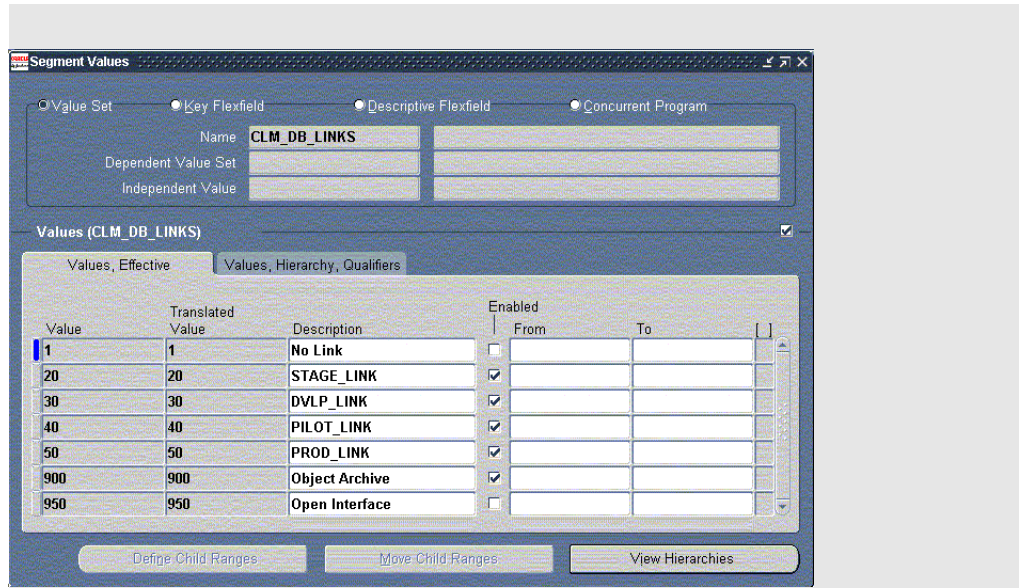 Segment Values
Value Set Key Flexfield Descriptive Flexfield Concurrent Program
Name CLM_DB_LINKS
Dependent Value Set
Independent Value
Values (CLM_DB_LINKS)
Values, Effective Values, Hierarchy, Qualifiers
Value Translated Value Description Enabled From To [ ]
1 1 No Link
20 20 STAGE_LINK
30 30 DVLP_LINK
40 40 PILOT_LINK
50 50 PROD_LINK
900 900 Object Archive
950 950 Open Interface
Define Child Ranges Move Child Ranges View Hierarchies